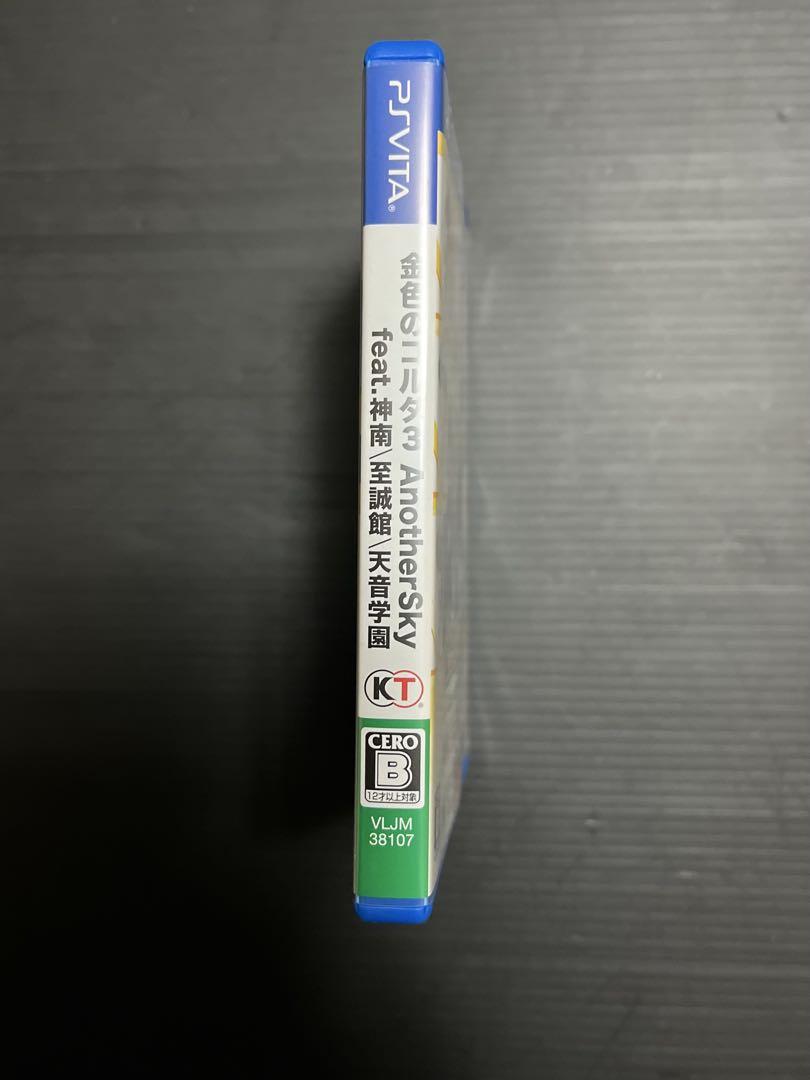 PSVITA®
金色のコルダ3 AnotherSky
feat.神南\至誠館\天音学園
KT®
CERO
B
12才以上対象
VLJM
38107